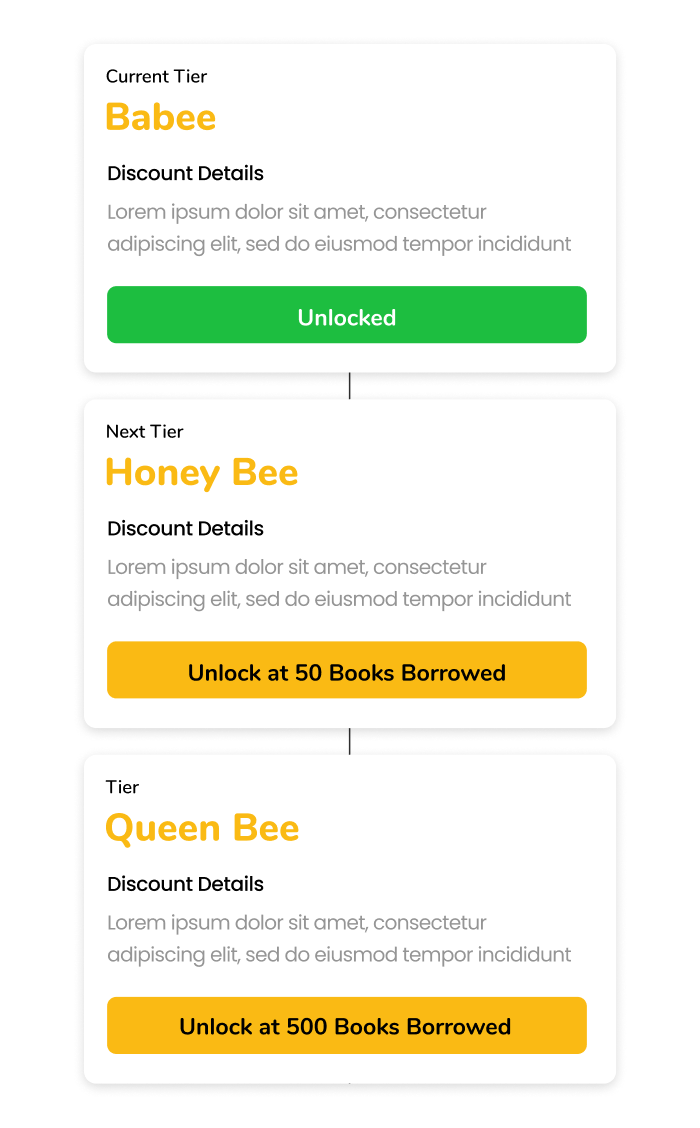 Current Tier
Babee
Discount Details
Lorem ipsum dolor sit amet, consectetur
adipiscing elit, sed do eiusmod tempor incididunt
Unlocked
Next Tier
Honey Bee
Discount Details
Lorem ipsum dolor sit amet, consectetur
adipiscing elit, sed do eiusmod tempor incididunt
Unlock at 50 Books Borrowed
Tier
Queen Bee
Discount Details
Lorem ipsum dolor sit amet, consectetur
adipiscing elit, sed do eiusmod tempor incididunt
Unlock at 500 Books Borrowed